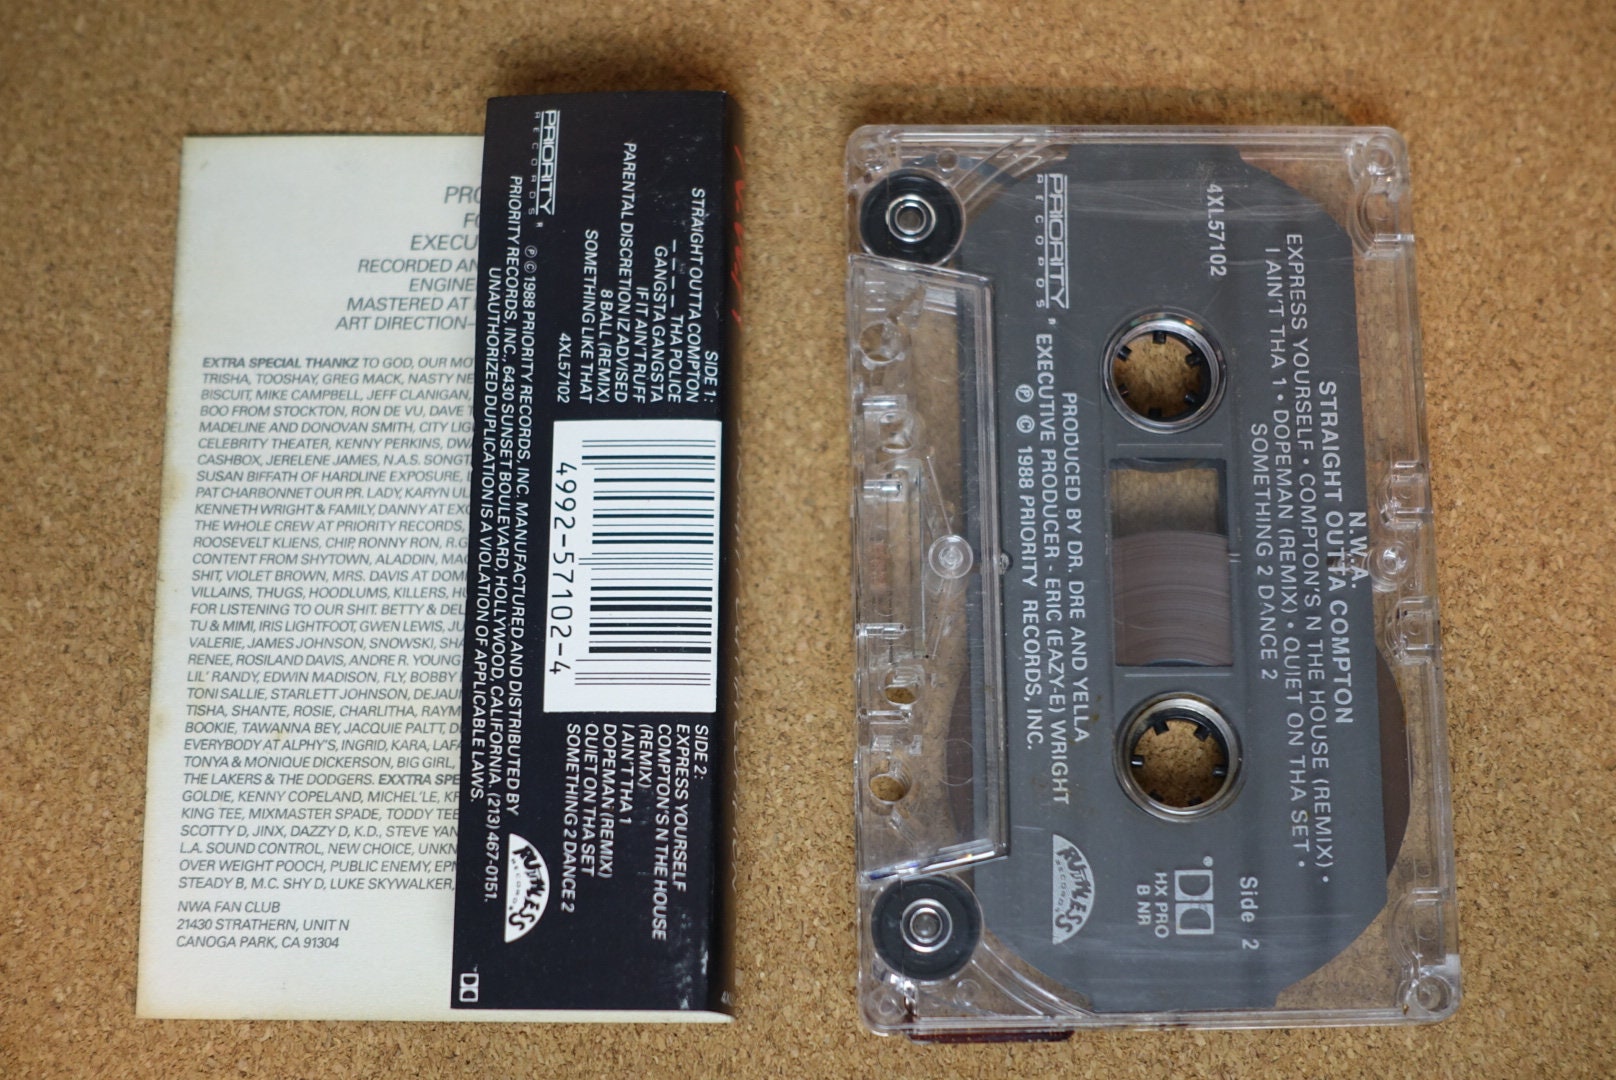 PRO
FO
EXECU
RECORDED AN
ENGINE
MASTERED AT
ART DIRECTION–
EXTRA SPECIAL THANKZ TO GOD, OUR MO
TRISHA, TOOSHAY, GREG MACK, NASTY NE
BISCUIT, MIKE CAMPBELL, JEFF CLANIGAN,
BOO FROM STOCKTON, RON DE VU, DAVE
MADELINE AND DONOVAN SMITH, CITY LIG
CELEBRITY THEATER, KENNY PERKINS, DW
CASHBOX, JERELENE JAMES, N.A.S. SONGT
SUSAN BIFFATH OF HARDLINE EXPOSURE,
PAT CHARBONNET OUR P.R. LADY, KARYN UL
KENNETH WRIGHT & FAMILY, DANNY AT EX
THE WHOLE CREW AT PRIORITY RECORDS,
ROOSEVELT KLIENS, CHIP, RONNY RON, R.G.
CONTENT FROM SHYTOWN, ALADDIN, MA
SHIT, VIOLET BROWN, MRS. DAVIS AT DOM
VILLAINS, THUGS, HOODLUMS, KILLERS, HU
FOR LISTENING TO OUR SHIT. BETTY & DEL
TU & MIMI, IRIS LIGHTFOOT, GWEN LEWIS, JU
VALERIE, JAMES JOHNSON, SNOWSKI, SHA
RENEE, ROSILAND DAVIS, ANDRE R. YOUNG
LIL' RANDY, EDWIN MADISON, FLY, BOBBY
TONI SALLIE, STARLETT JOHNSON, DEJAU
TISHA, SHANTE, ROSIE, CHARLITHA, RAYM
BOOKIE, TAWANNA BEY, JACQUIE PALTT, D
EVERYBODY AT ALPHY'S, INGRID, KARA, LAFA
TONYA & MONIQUE DICKERSON, BIG GIRL,
THE LAKERS & THE DODGERS. EXXTRA SPE
GOLDIE, KENNY COPELAND, MICHEL'LE, KR
KING TEE, MIXMASTER SPADE, TODDY TEE
SCOTTY D, JINX, DAZZY D, K.D., STEVE YAN
L.A. SOUND CONTROL, NEW CHOICE, UNKN
OVER WEIGHT POOCH, PUBLIC ENEMY, EPM
STEADY B, M.C. SHY D, LUKE SKYWALKER,
NWA FAN CLUB
21430 STRATHERN, UNIT N
CANOGA PARK, CA 91304
SIDE 1:
STRAIGHT OUTTA COMPTON
– – – – THA POLICE
GANGSTA GANGSTA
IF IT AIN'T RUFF
PARENTAL DISCRETION IZ ADVISED
8 BALL (REMIX)
SOMETHING LIKE THAT
4XL57102
4992-57102-4
SIDE 2:
EXPRESS YOURSELF
COMPTON'S N THE HOUSE
(REMIX)
I AIN'T THA 1
DOPEMAN (REMIX)
QUIET ON THA SET
SOMETHING 2 DANCE 2
PRIORITY
RECORDS
℗ © 1988 PRIORITY RECORDS, INC. MANUFACTURED AND DISTRIBUTED BY
PRIORITY RECORDS, INC., 6430 SUNSET BOULEVARD, HOLLYWOOD, CALIFORNIA. (213) 467-0151.
UNAUTHORIZED DUPLICATION IS A VIOLATION OF APPLICABLE LAWS.
RUTHLESS
RECORDS
N.W.A.
STRAIGHT OUTTA COMPTON
EXPRESS YOURSELF • COMPTON'S N THE HOUSE (REMIX) •
I AIN'T THA 1 • DOPEMAN (REMIX) • QUIET ON THA SET •
SOMETHING 2 DANCE 2
4XL57102
Side 2
HX PRO
B NR
PRIORITY
RECORDS
PRODUCED BY DR. DRE AND YELLA
EXECUTIVE PRODUCER - ERIC (EAZY-E) WRIGHT
℗ © 1988 PRIORITY RECORDS, INC.
RUTHLESS
RECORDS